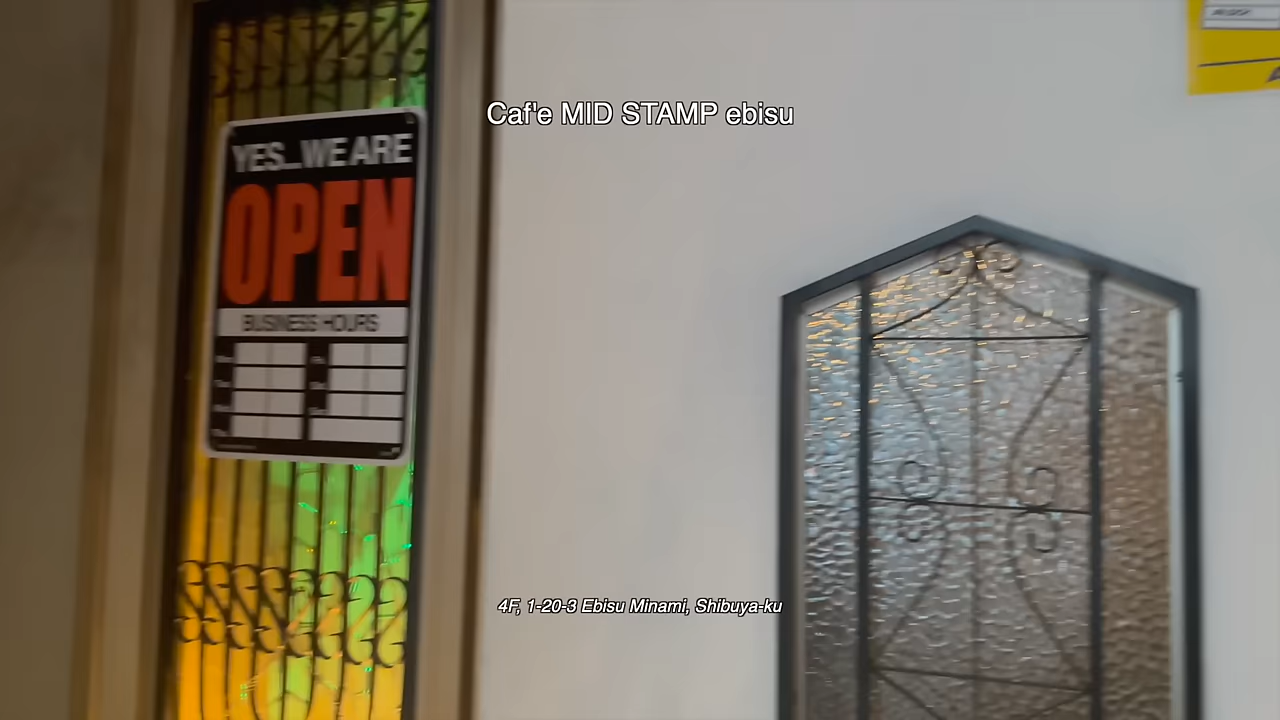 Caf'e MID STAMP ebisu
YES...WE ARE
OPEN
BUSINESS HOURS
4F, 1-20-3 Ebisu Minami, Shibuya-ku